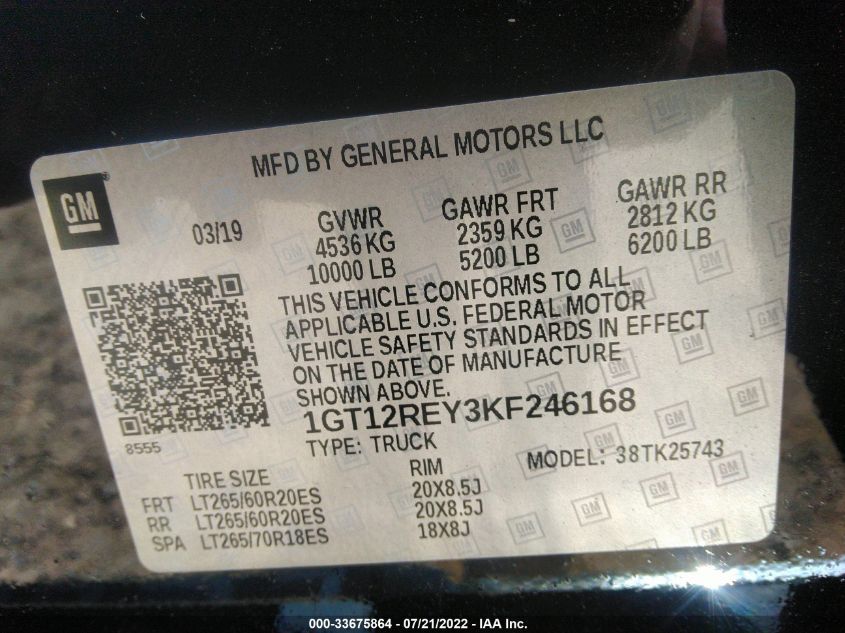 MFD BY GENERAL MOTORS LLC
GM ®
03/19
GVWR
4536 KG
10000 LB
GAWR FRT
2359 KG
5200 LB
GAWR RR
2812 KG
6200 LB
THIS VEHICLE CONFORMS TO ALL
APPLICABLE U.S. FEDERAL MOTOR
VEHICLE SAFETY STANDARDS IN EFFECT
ON THE DATE OF MANUFACTURE
SHOWN ABOVE.
1GT12REY3KF246168
8555
TYPE: TRUCK
MODEL: 38TK25743
TIRE SIZE RIM
FRT LT265/60R20ES 20X8.5J
RR LT265/60R20ES 20X8.5J
SPA LT265/70R18ES 18X8J
000-33675864 / 07/21/2022 - IAA Inc.